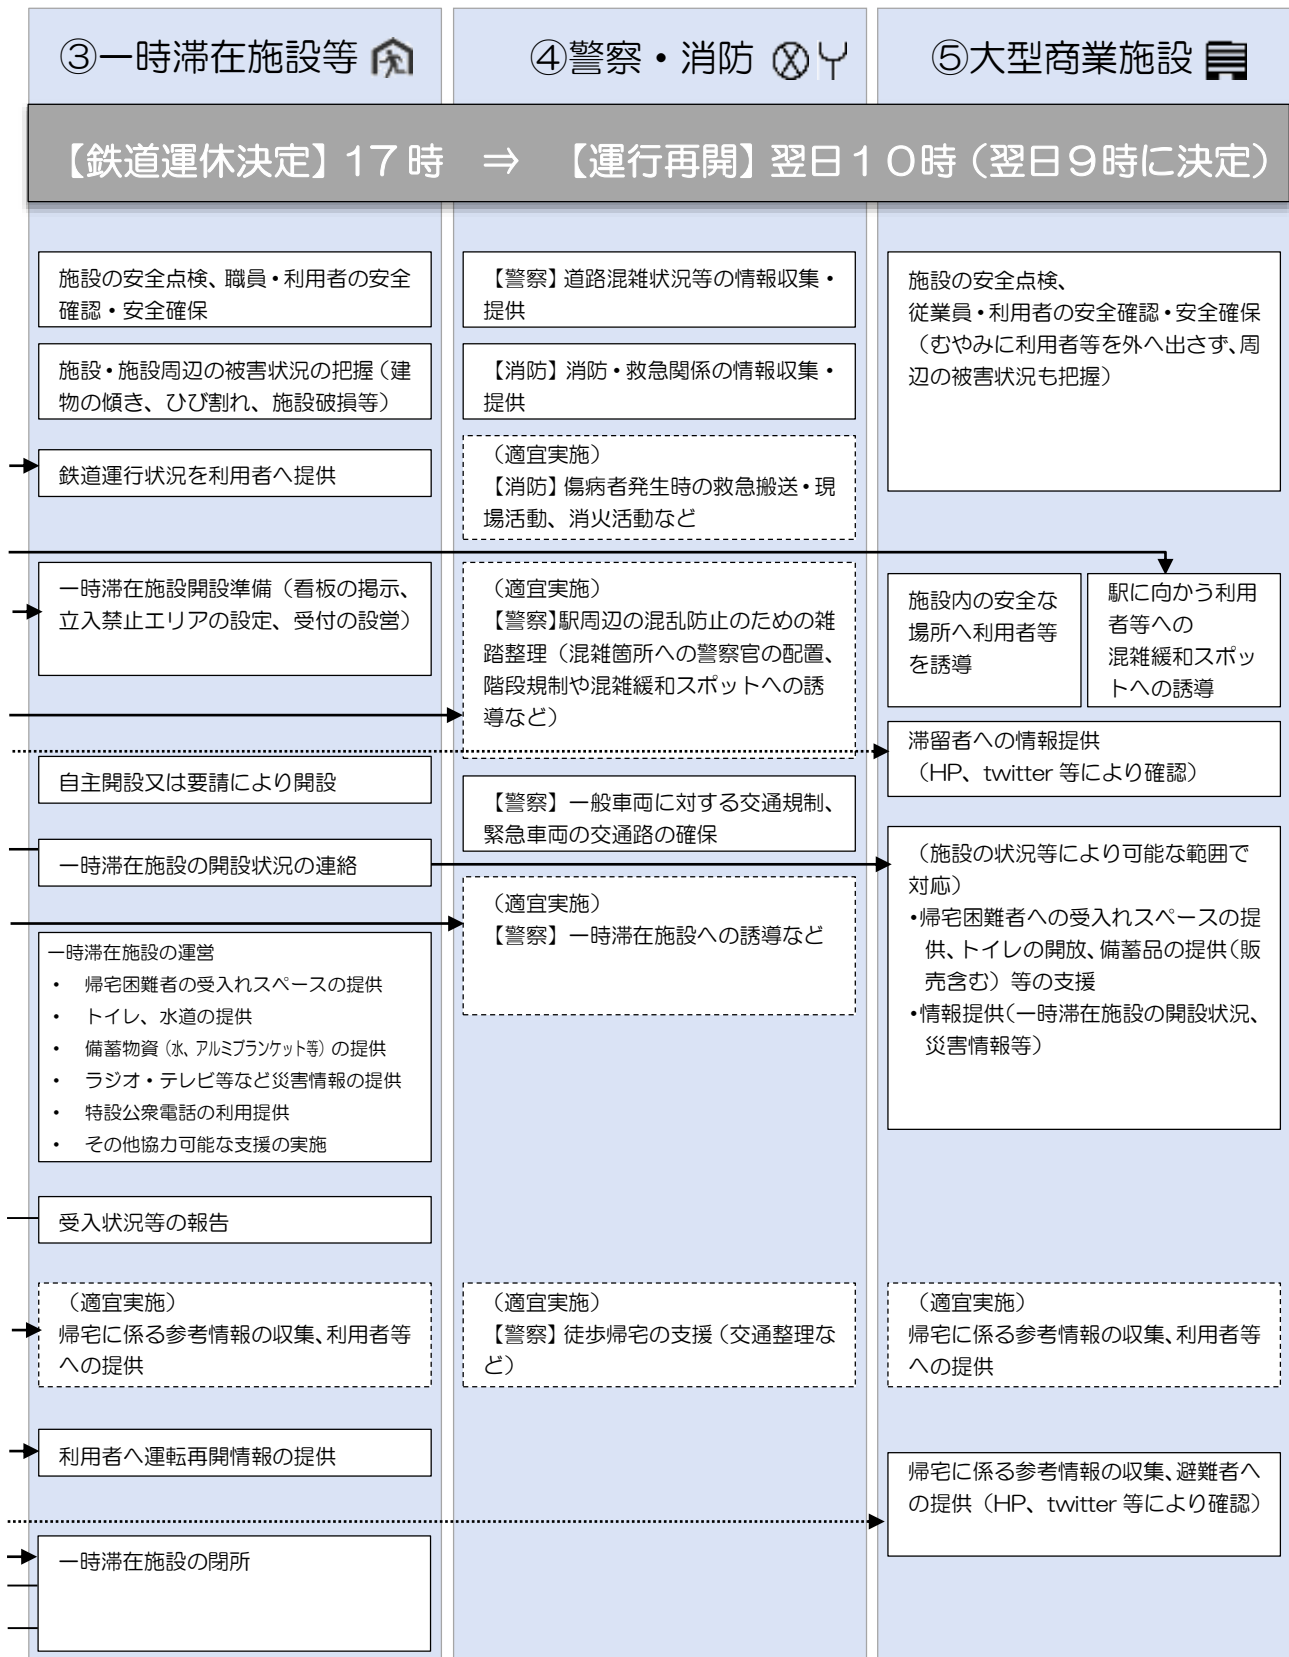 ③一時滞在施設等
④警察・消防
⑤大型商業施設
【鉄道運休決定】17時 ⇒ 【運行再開】翌日10時（翌日9時に決定）
施設の安全点検、職員・利用者の安全
確認・安全確保
施設・施設周辺の被害状況の把握（建
物の傾き、ひび割れ、施設破損等）
鉄道運行状況を利用者へ提供
一時滞在施設開設準備（看板の掲示、
立入禁止エリアの設定、受付の設営）
自主開設又は要請により開設
一時滞在施設の開設状況の連絡
一時滞在施設の運営
・ 帰宅困難者の受入れスペースの提供
・ トイレ、水道の提供
・ 備蓄物資（水、アルミブランケット等）の提供
・ ラジオ・テレビ等など災害情報の提供
・ 特設公衆電話の利用提供
・ その他協力可能な支援の実施
受入状況等の報告
（適宜実施）
帰宅に係る参考情報の収集、利用者等
への提供
利用者へ運転再開情報の提供
一時滞在施設の閉所
【警察】道路混雑状況等の情報収集・
提供
【消防】消防・救急関係の情報収集・
提供
（適宜実施）
【消防】傷病者発生時の救急搬送・現
場活動、消火活動など
（適宜実施）
【警察】駅周辺の混乱防止のための雑
踏整理（混雑箇所への警察官の配置、
階段規制や混雑緩和スポットへの誘
導など）
【警察】一般車両に対する交通規制、
緊急車両の交通路の確保
（適宜実施）
【警察】一時滞在施設への誘導など
（適宜実施）
【警察】徒歩帰宅の支援（交通整理な
ど）
施設の安全点検、
従業員・利用者の安全確認・安全確保
（むやみに利用者等を外へ出さず、周
辺の被害状況も把握）
施設内の安全な
場所へ利用者等
を誘導
駅に向かう利用
者等への
混雑緩和スポッ
トへの誘導
滞留者への情報提供
（HP、twitter 等により確認）
（施設の状況等により可能な範囲で
対応）
・帰宅困難者への受入れスペースの提
供、トイレの開放、備蓄品の提供（販
売含む）等の支援
・情報提供（一時滞在施設の開設状況、
災害情報等）
（適宜実施）
帰宅に係る参考情報の収集、利用者等
への提供
帰宅に係る参考情報の収集、避難者へ
の提供（HP、twitter 等により確認）